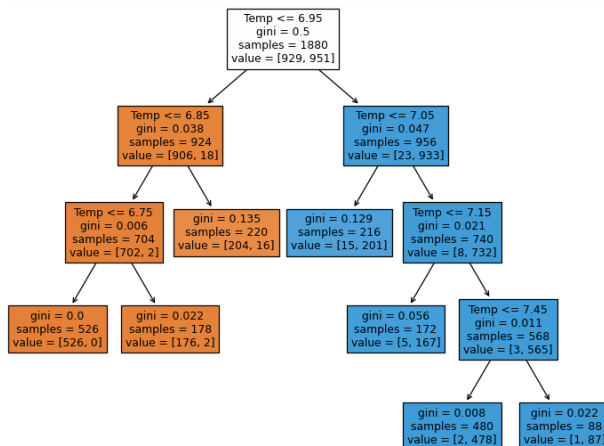 Temp <= 6.95
gini = 0.5
samples = 1880
value = [929, 951]
Temp <= 6.85
gini = 0.038
samples = 924
value = [906, 18]
Temp <= 7.05
gini = 0.047
samples = 956
value = [23, 933]
Temp <= 6.75
gini = 0.006
samples = 704
value = [702, 2]
gini = 0.135
samples = 220
value = [204, 16]
gini = 0.129
samples = 216
value = [15, 201]
Temp <= 7.15
gini = 0.021
samples = 740
value = [8, 732]
gini = 0.0
samples = 526
value = [526, 0]
gini = 0.022
samples = 178
value = [176, 2]
gini = 0.056
samples = 172
value = [5, 167]
Temp <= 7.45
gini = 0.011
samples = 568
value = [3, 565]
gini = 0.008
samples = 480
value = [2, 478]
gini = 0.022
samples = 88
value = [1, 87]